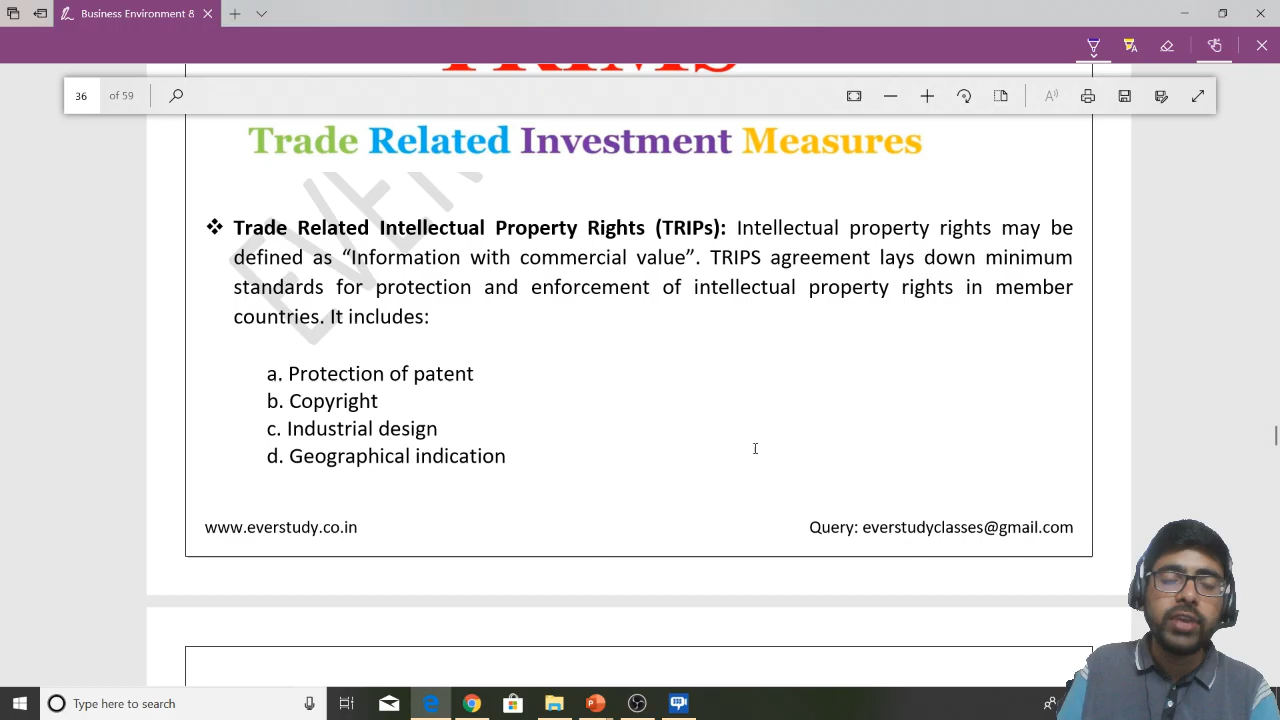 Business Environment 8
36 of 59
TRIMS
Trade Related Investment Measures
❖ Trade Related Intellectual Property Rights (TRIPs): Intellectual property rights may be
defined as “Information with commercial value”. TRIPS agreement lays down minimum
standards for protection and enforcement of intellectual property rights in member
countries. It includes:
a. Protection of patent
b. Copyright
c. Industrial design
d. Geographical indication
www.everstudy.co.in
Query: everstudyclasses@gmail.com
Type here to search